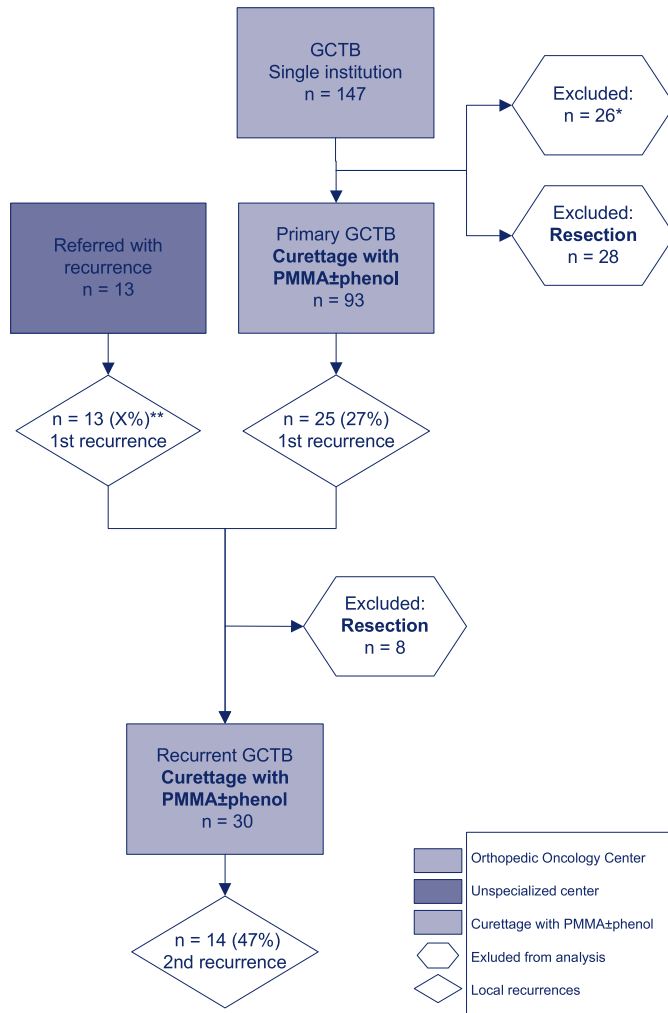 GCTB
Single institution
n = 147
Excluded:
n = 26*
Excluded:
Resection
n = 28
Referred with
recurrence
n = 13
Primary GCTB
Curettage with
PMMA±phenol
n = 93
n = 13 (X%)**
1st recurrence
n = 25 (27%)
1st recurrence
Excluded:
Resection
n = 8
Recurrent GCTB
Curettage with
PMMA±phenol
n = 30
n = 14 (47%)
2nd recurrence
Orthopedic Oncology Center
Unspecialized center
Curettage with PMMA±phenol
Exluded from analysis
Local recurrences